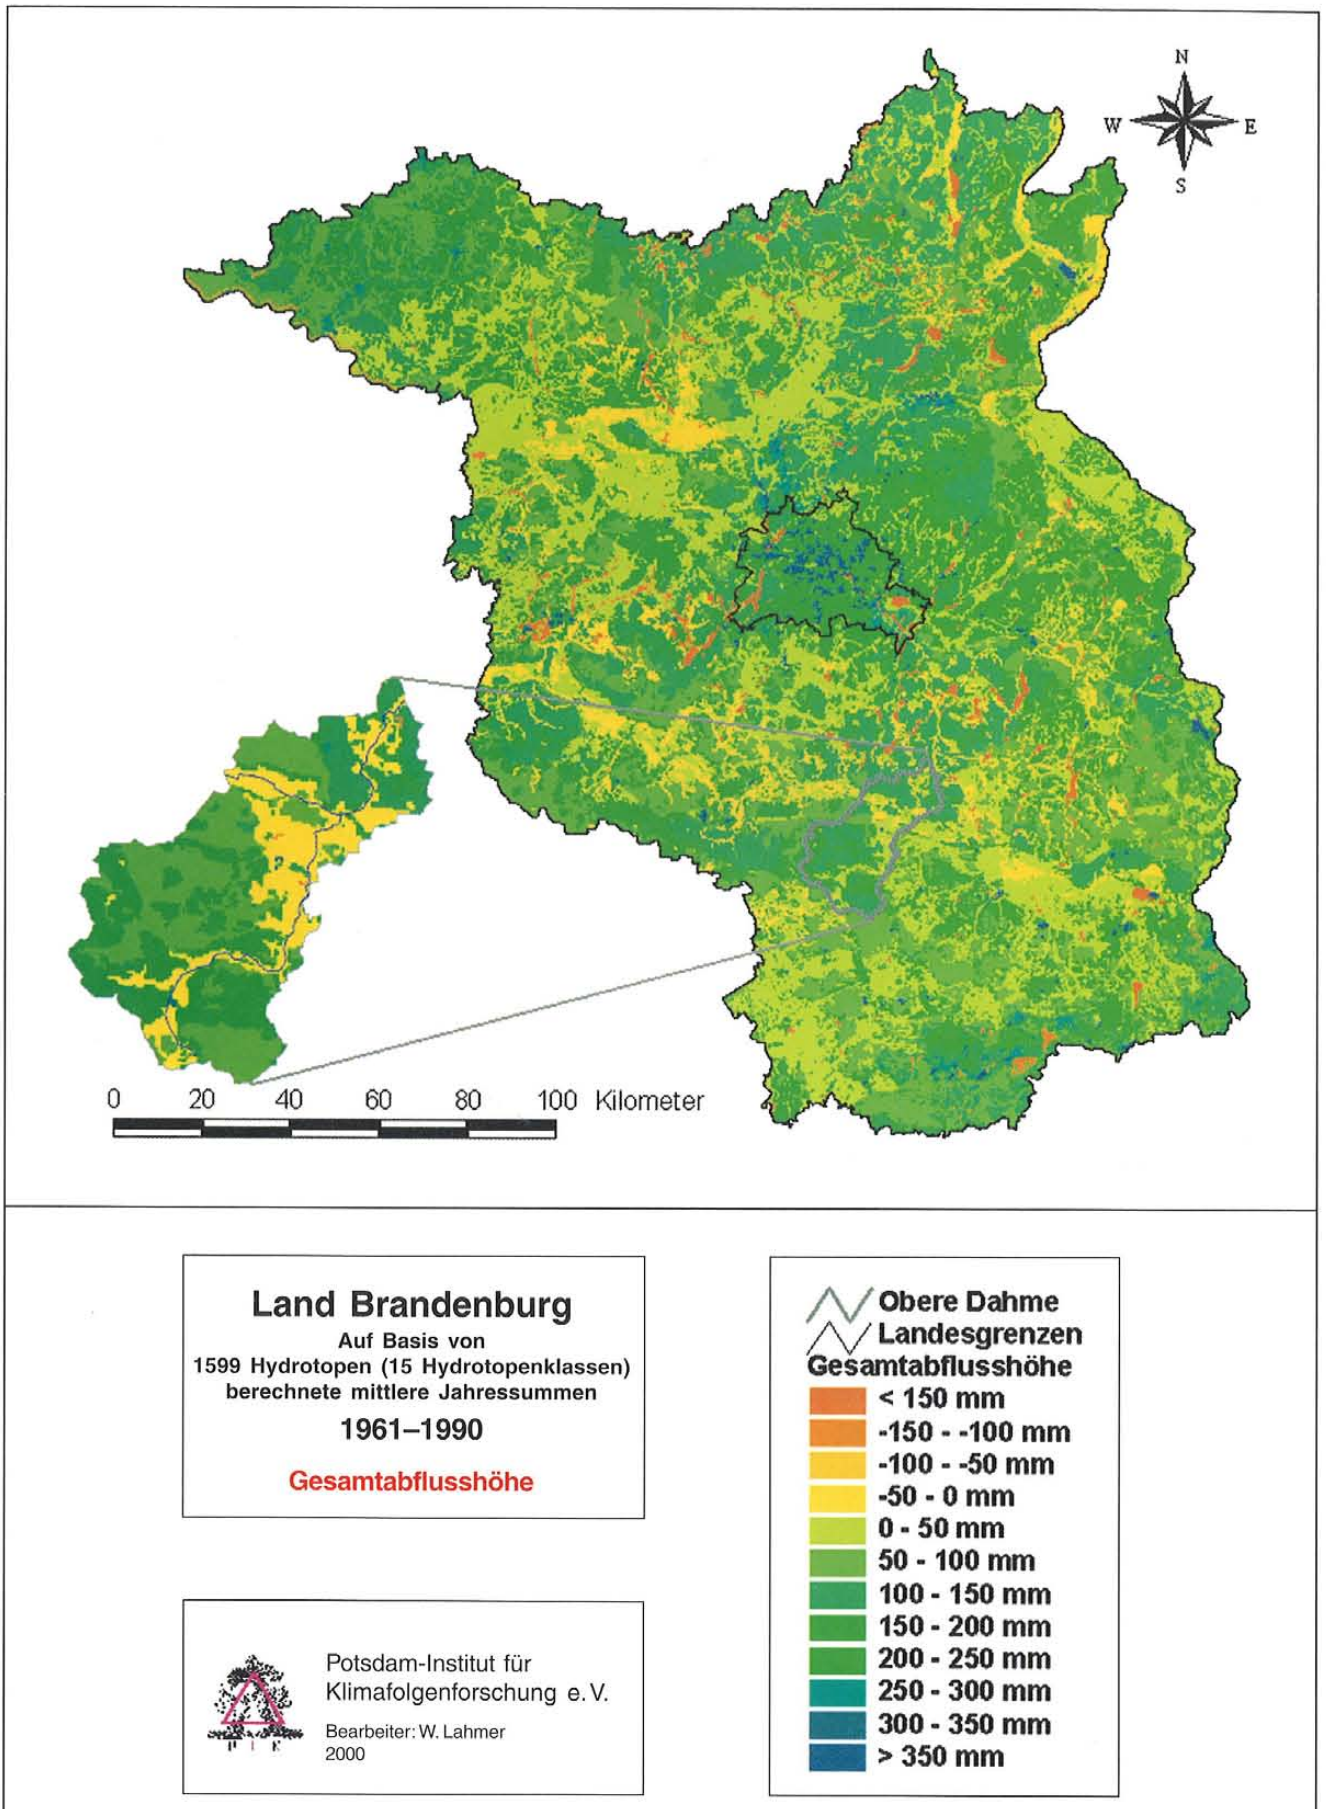 N
W E
S
0 20 40 60 80 100 Kilometer
Land Brandenburg
Auf Basis von
1599 Hydrotopen (15 Hydrotopenklassen)
berechnete mittlere Jahressummen
1961–1990
Gesamtabflusshöhe
Potsdam-Institut für
Klimafolgenforschung e.V.
Bearbeiter: W. Lahmer
2000
P I K
Obere Dahme
Landesgrenzen
Gesamtabflusshöhe
< 150 mm
-150 - -100 mm
-100 - -50 mm
-50 - 0 mm
0 - 50 mm
50 - 100 mm
100 - 150 mm
150 - 200 mm
200 - 250 mm
250 - 300 mm
300 - 350 mm
> 350 mm